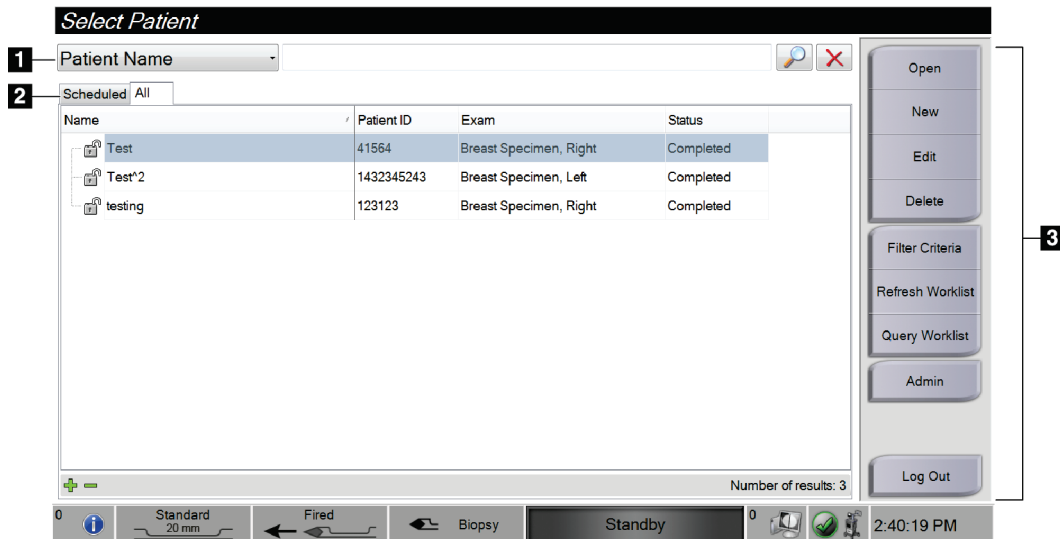 Select Patient
1 Patient Name
2 Scheduled All
Name Patient ID Exam Status
Test 41564 Breast Specimen, Right Completed
Test^2 1432345243 Breast Specimen, Left Completed
testing 123123 Breast Specimen, Right Completed
Number of results: 3
Open
New
Edit
Delete
Filter Criteria
Refresh Worklist
Query Worklist
Admin
Log Out
3
0 Standard 20 mm Fired Biopsy Standby 0 2:40:19 PM